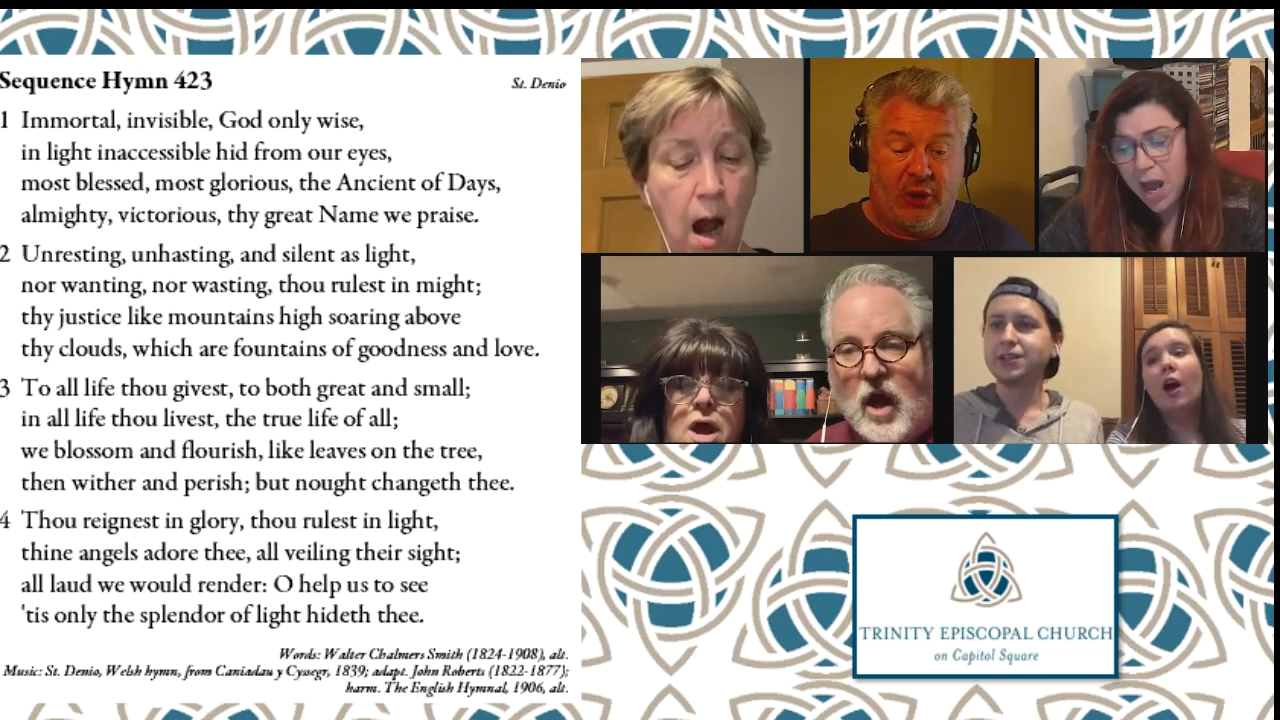 Sequence Hymn 423
St. Denio
1 Immortal, invisible, God only wise,
in light inaccessible hid from our eyes,
most blessed, most glorious, the Ancient of Days,
almighty, victorious, thy great Name we praise.
2 Unresting, unhasting, and silent as light,
nor wanting, nor wasting, thou rulest in might;
thy justice like mountains high soaring above
thy clouds, which are fountains of goodness and love.
3 To all life thou givest, to both great and small;
in all life thou livest, the true life of all;
we blossom and flourish, like leaves on the tree,
then wither and perish; but nought changeth thee.
4 Thou reignest in glory, thou rulest in light,
thine angels adore thee, all veiling their sight;
all laud we would render: O help us to see
'tis only the splendor of light hideth thee.
Words: Walter Chalmers Smith (1824-1908), alt.
Music: St. Denio, Welsh hymn, from Caniadau y Cyssegr, 1839; adapt. John Roberts (1822-1877);
harm. The English Hymnal, 1906, alt.
TRINITY EPISCOPAL CHURCH
on Capitol Square